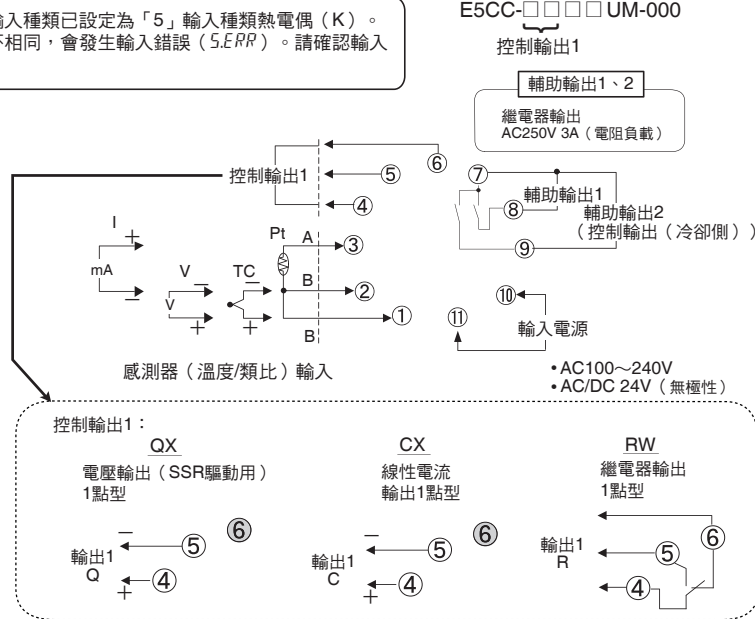 輸入種類已設定為「5」輸入種類熱電偶（K）。
不相同，會發生輸入錯誤（S.ERR）。請確認輸入
E5CC-□□□□UM-000
控制輸出1
輔助輸出1、2
繼電器輸出
AC250V 3A（電阻負載）
控制輸出1
⑥
⑤
④
⑦
輔助輸出1
⑧
輔助輸出2
（控制輸出（冷卻側））
⑨
I
+
mA
−
V
−
V
+
TC
−
+
Pt
A
③
B
②
①
B
⑩
⑪
輸入電源
感測器（溫度/類比）輸入
•AC100～240V
•AC/DC 24V（無極性）
控制輸出1：
QX
電壓輸出（SSR驅動用）
1點型
−
⑥
⑤
輸出1
Q
④
+
CX
線性電流
輸出1點型
−
⑥
⑤
輸出1
C
④
+
RW
繼電器輸出
1點型
⑥
輸出1
R
⑤
④